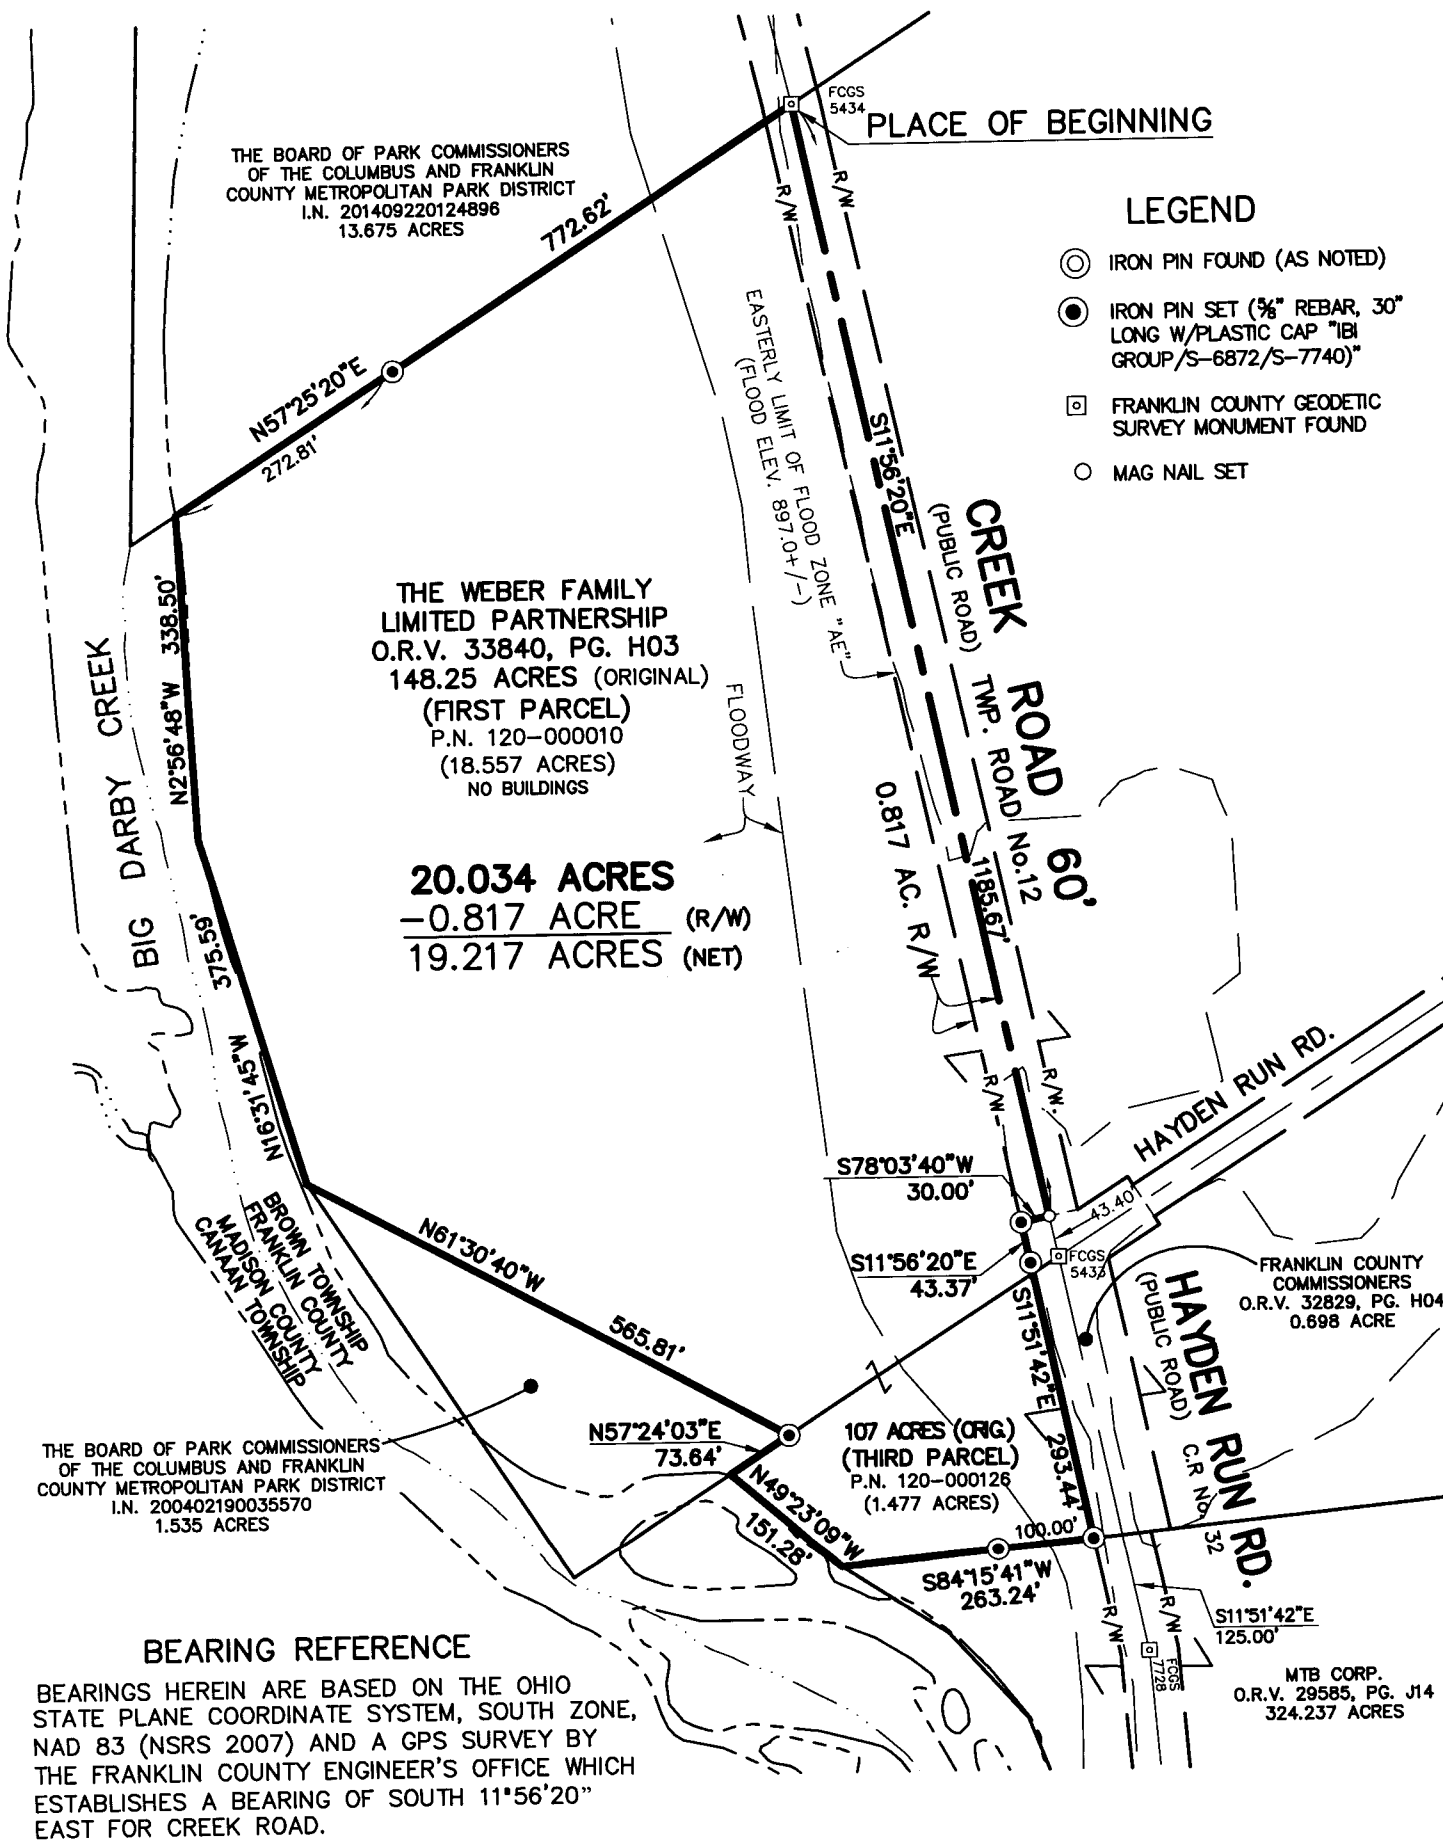 FCGS
5434
PLACE OF BEGINNING
THE BOARD OF PARK COMMISSIONERS
OF THE COLUMBUS AND FRANKLIN
COUNTY METROPOLITAN PARK DISTRICT
I.N. 201409220124896
13.675 ACRES
772.62'
R/W
R/W
LEGEND
IRON PIN FOUND (AS NOTED)
IRON PIN SET (⅝" REBAR, 30"
LONG W/PLASTIC CAP "IBI
GROUP/S-6872/S-7740)"
FRANKLIN COUNTY GEODETIC
SURVEY MONUMENT FOUND
MAG NAIL SET
N57°25'20"E
272.81'
EASTERLY LIMIT OF FLOOD ZONE "AE"
(FLOOD ELEV. 897.0+/-)
S11°56'20"E
CREEK ROAD 60'
(PUBLIC ROAD) TWP. ROAD No.12
THE WEBER FAMILY
LIMITED PARTNERSHIP
O.R.V. 33840, PG. H03
148.25 ACRES (ORIGINAL)
(FIRST PARCEL)
P.N. 120-000010
(18.557 ACRES)
NO BUILDINGS
N2°56'48"W 338.50'
BIG DARBY CREEK
FLOODWAY
0.817 AC. R/W
1185.67'
20.034 ACRES
-0.817 ACRE (R/W)
19.217 ACRES (NET)
375.59'
N16°31'45"W
R/W
R/W
HAYDEN RUN RD.
S78°03'40"W
30.00'
43.40'
BROWN TOWNSHIP
FRANKLIN COUNTY
MADISON COUNTY
CANAAN TOWNSHIP
N61°30'40"W
565.81'
S11°56'20"E
43.37'
FCGS
5433
FRANKLIN COUNTY
COMMISSIONERS
O.R.V. 32829, PG. H04
0.698 ACRE
S11°51'42"E
293.44'
HAYDEN RUN RD.
(PUBLIC ROAD) C.R No. 32
THE BOARD OF PARK COMMISSIONERS
OF THE COLUMBUS AND FRANKLIN
COUNTY METROPOLITAN PARK DISTRICT
I.N. 200402190035570
1.535 ACRES
N57°24'03"E
73.64'
107 ACRES (ORIG.)
(THIRD PARCEL)
P.N. 120-000126
(1.477 ACRES)
N49°23'09"W
151.28'
100.00'
S84°15'41"W
263.24'
R/W
R/W
S11°51'42"E
125.00'
FCGS
7728
MTB CORP.
O.R.V. 29585, PG. J14
324.237 ACRES
BEARING REFERENCE
BEARINGS HEREIN ARE BASED ON THE OHIO
STATE PLANE COORDINATE SYSTEM, SOUTH ZONE,
NAD 83 (NSRS 2007) AND A GPS SURVEY BY
THE FRANKLIN COUNTY ENGINEER'S OFFICE WHICH
ESTABLISHES A BEARING OF SOUTH 11°56'20"
EAST FOR CREEK ROAD.